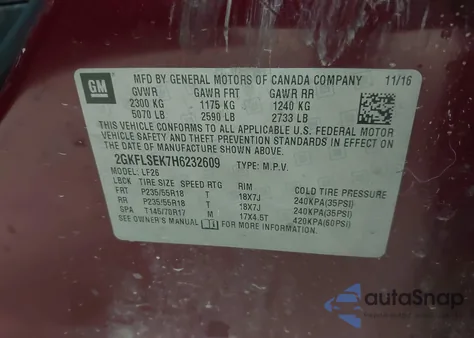 GM
MFD BY GENERAL MOTORS OF CANADA COMPANY 11/16
GVWR GAWR FRT GAWR RR
2300 KG 1175 KG 1240 KG
5070 LB 2590 LB 2733 LB
THIS VEHICLE CONFORMS TO ALL APPLICABLE U.S. FEDERAL MOTOR
VEHICLE SAFETY AND THEFT PREVENTION STANDARDS IN EFFECT ON
THE DATE OF MANUFACTURE SHOWN ABOVE.
2GKFLSEK7H6232609 TYPE: M.P.V.
MODEL: LF26
LBCK TIRE SIZE SPEED RTG RIM COLD TIRE PRESSURE
FRT P235/55R18 T 18X7J 240KPA(35PSI)
RR P235/55R18 T 18X7J 240KPA(35PSI)
SPA T145/70R17 M 17X4.5T 420KPA(60PSI)
SEE OWNER'S MANUAL FOR MORE INFORMATION.
autoSnap